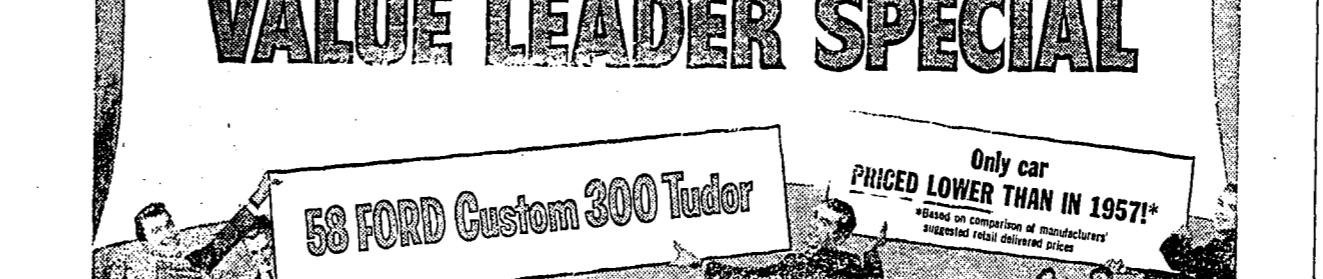 VALUE LEADER SPECIAL
58 FORD Custom 300 Tudor
Only car
PRICED LOWER THAN IN 1957!*
*Based on comparison of manufacturers'
suggested retail delivered prices